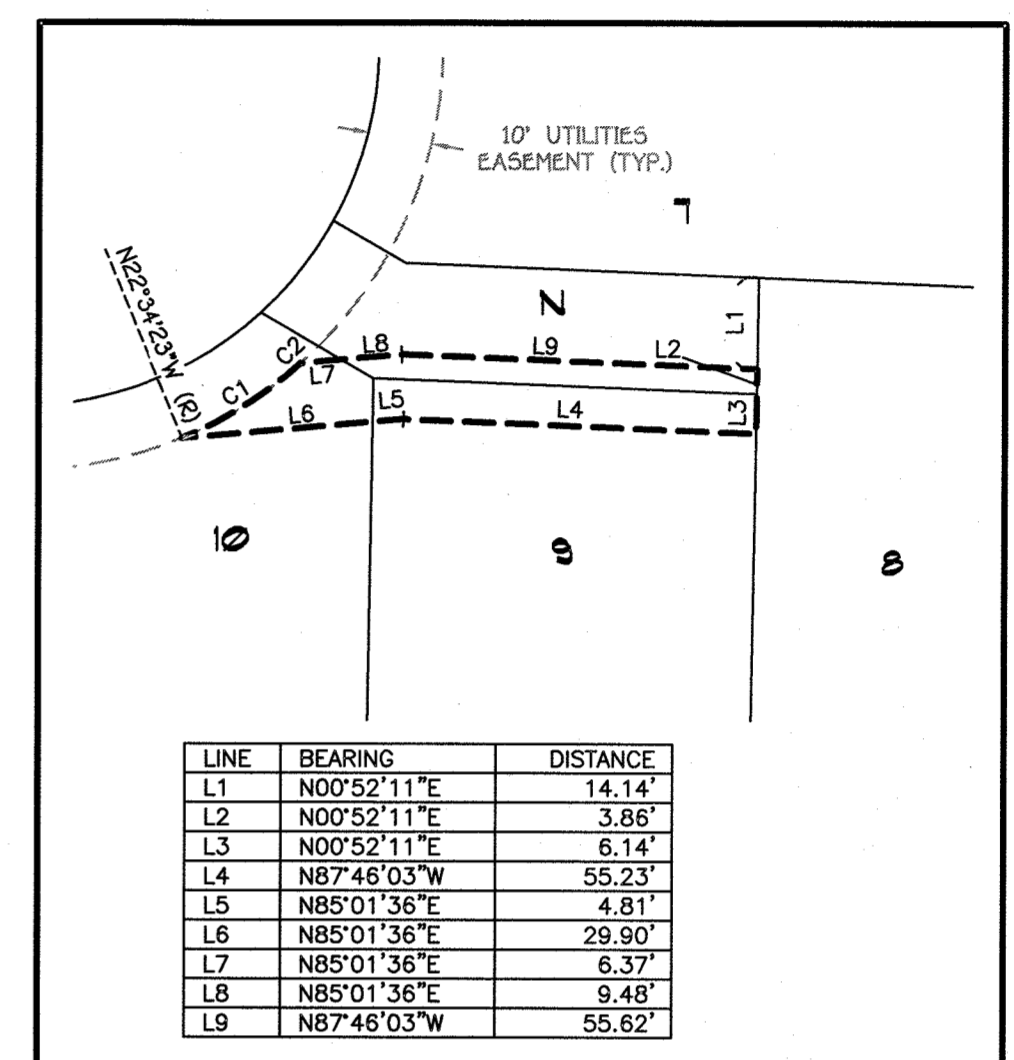 10' UTILITIES
EASEMENT (TYP.)
7
N22°34'23"W (R)
Z
L1
C2
L8
L9
L2
L7
C1
L5
L6
L4
L3
10
9
8
LINE BEARING DISTANCE
L1 N00°52'11"E 14.14'
L2 N00°52'11"E 3.86'
L3 N00°52'11"E 6.14'
L4 N87°46'03"W 55.23'
L5 N85°01'36"E 4.81'
L6 N85°01'36"E 29.90'
L7 N85°01'36"E 6.37'
L8 N85°01'36"E 9.48'
L9 N87°46'03"W 55.62'